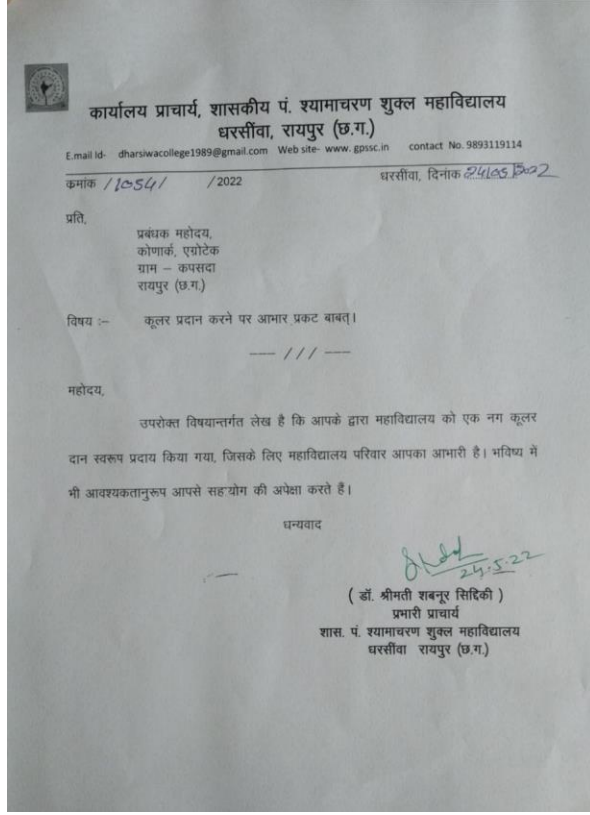 कार्यालय प्राचार्य, शासकीय पं. श्यामाचरण शुक्ल महाविद्यालय
धरसींवा, रायपुर (छ.ग.)
E.mail Id- dharsiwacollege1989@gmail.com Web site- www. gpssc.in contact No. 9893119114
कमांक /1054/ /2022 धरसींवा, दिनांक 24/05/2022
प्रति,
प्रबंधक महोदय,
कोणार्क, एग्रोटेक
ग्राम – कपसदा
रायपुर (छ.ग.)
विषय :– कूलर प्रदान करने पर आभार प्रकट बाबत्।
--- / / / ---
महोदय,
उपरोक्त विषयान्तर्गत लेख है कि आपके द्वारा महाविद्यालय को एक नग कूलर
दान स्वरूप प्रदाय किया गया, जिसके लिए महाविद्यालय परिवार आपका आभारी है। भविष्य में
भी आवश्यकतानुरूप आपसे सहयोग की अपेक्षा करते हैं।
धन्यवाद
24.5.22
( डॉ. श्रीमती शबनूर सिद्दिकी )
प्रभारी प्राचार्य
शास. पं. श्यामाचरण शुक्ल महाविद्यालय
धरसींवा रायपुर (छ.ग.)